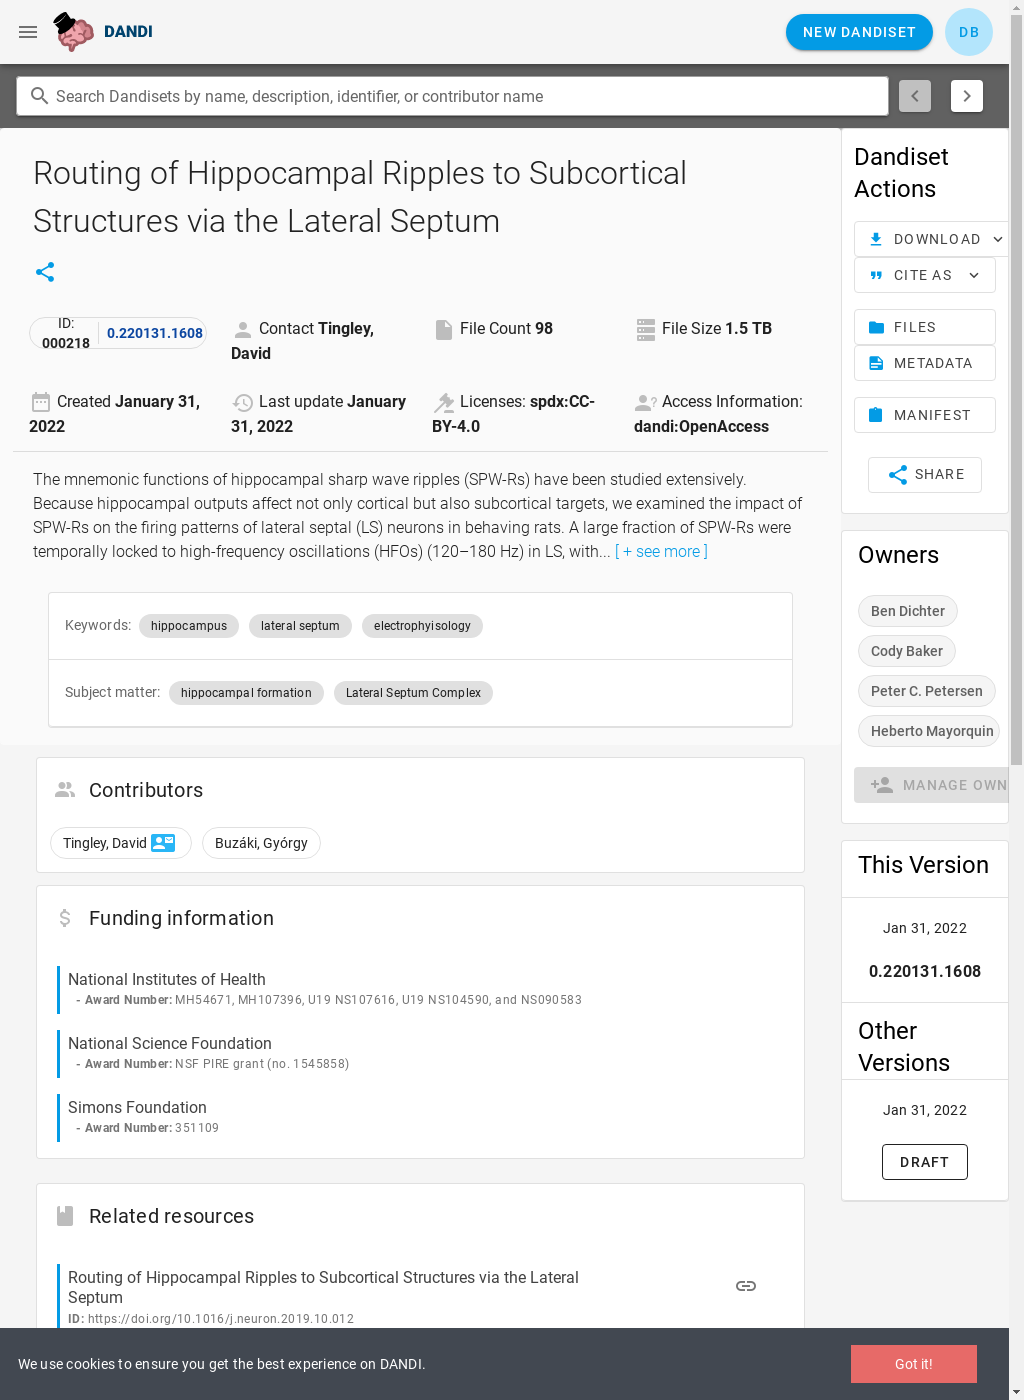 DANDI
NEW DANDISET
DB
Search Dandisets by name, description, identifier, or contributor name
Routing of Hippocampal Ripples to Subcortical
Structures via the Lateral Septum
ID:
000218
0.220131.1608
Contact Tingley,
David
File Count 98
File Size 1.5 TB
Created January 31,
2022
Last update January
31, 2022
Licenses: spdx:CC-
BY-4.0
Access Information:
dandi:OpenAccess
The mnemonic functions of hippocampal sharp wave ripples (SPW-Rs) have been studied extensively.
Because hippocampal outputs affect not only cortical but also subcortical targets, we examined the impact of
SPW-Rs on the firing patterns of lateral septal (LS) neurons in behaving rats. A large fraction of SPW-Rs were
temporally locked to high-frequency oscillations (HFOs) (120–180 Hz) in LS, with... [ + see more ]
Keywords: hippocampus lateral septum electrophyisology
Subject matter: hippocampal formation Lateral Septum Complex
Contributors
Tingley, David
Buzáki, Gyórgy
Funding information
National Institutes of Health
- Award Number: MH54671, MH107396, U19 NS107616, U19 NS104590, and NS090583
National Science Foundation
- Award Number: NSF PIRE grant (no. 1545858)
Simons Foundation
- Award Number: 351109
Related resources
Routing of Hippocampal Ripples to Subcortical Structures via the Lateral
Septum
ID: https://doi.org/10.1016/j.neuron.2019.10.012
Dandiset
Actions
DOWNLOAD
CITE AS
FILES
METADATA
MANIFEST
SHARE
Owners
Ben Dichter
Cody Baker
Peter C. Petersen
Heberto Mayorquin
MANAGE OWN
This Version
Jan 31, 2022
0.220131.1608
Other
Versions
Jan 31, 2022
DRAFT
We use cookies to ensure you get the best experience on DANDI.
Got it!